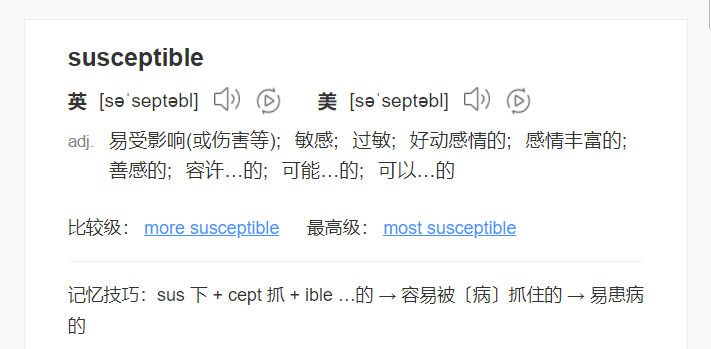 susceptible
英 [səˈseptəbl] 美 [səˈseptəbl]
adj. 易受影响(或伤害等)；敏感；过敏；好动感情的；感情丰富的；
善感的；容许…的；可能…的；可以…的
比较级： more susceptible 最高级： most susceptible
记忆技巧：sus 下 + cept 抓 + ible …的 → 容易被〔病〕抓住的 → 易患病
的